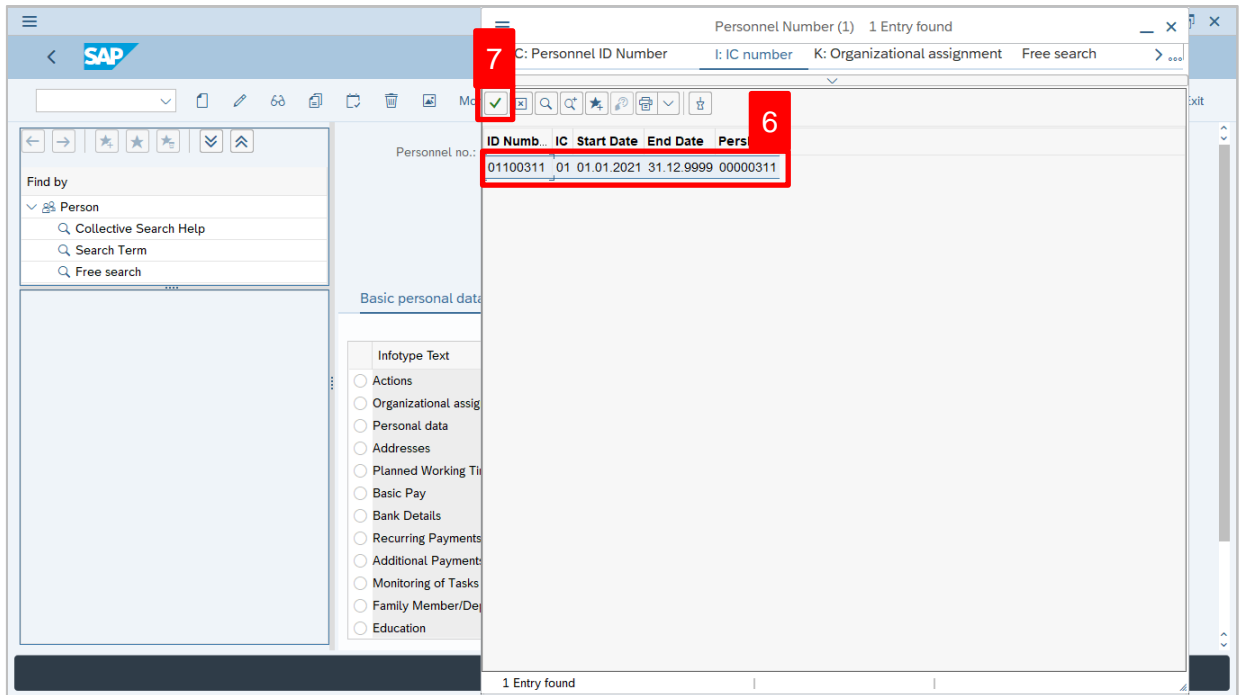 Personnel Number (1) 1 Entry found
SAP
7
C: Personnel ID Number I: IC number K: Organizational assignment Free search
Mo
xit
6
ID Numb... IC Start Date End Date Pers
01100311 01 01.01.2021 31.12.9999 00000311
Personnel no.:
Find by
Person
Collective Search Help
Search Term
Free search
Basic personal data
Infotype Text
Actions
Organizational assig
Personal data
Addresses
Planned Working Ti
Basic Pay
Bank Details
Recurring Payments
Additional Payments
Monitoring of Tasks
Family Member/Dep
Education
1 Entry found